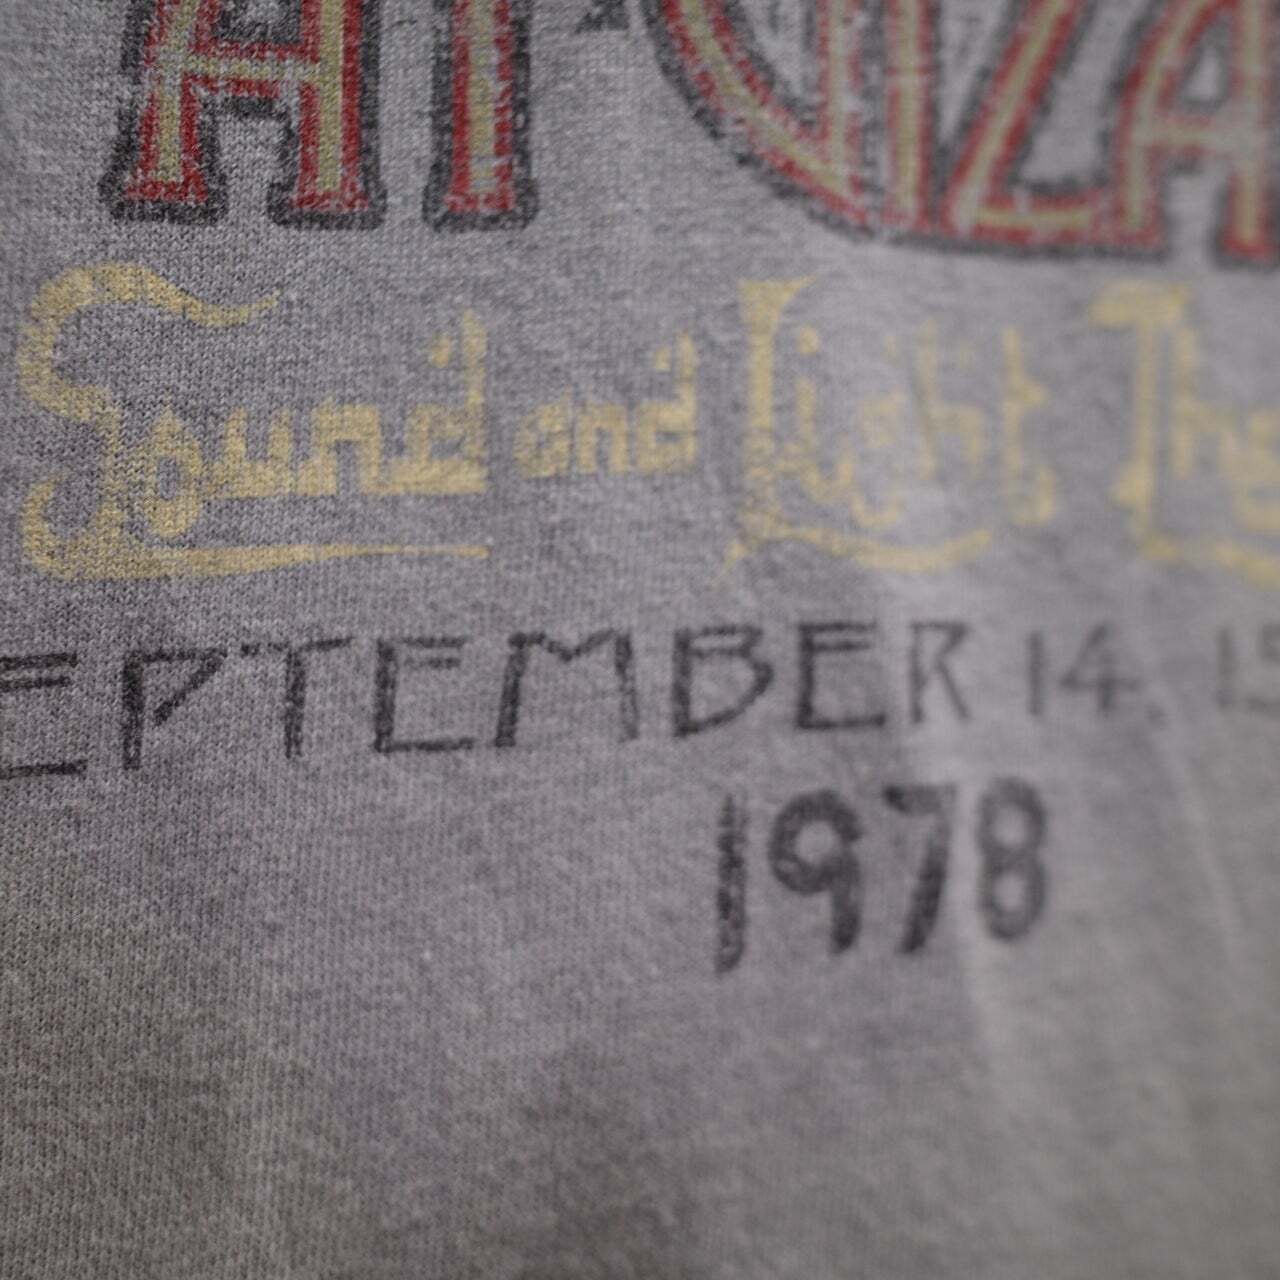 AT GIZA
Sound and Light The
EPTEMBER 14, 15
1978